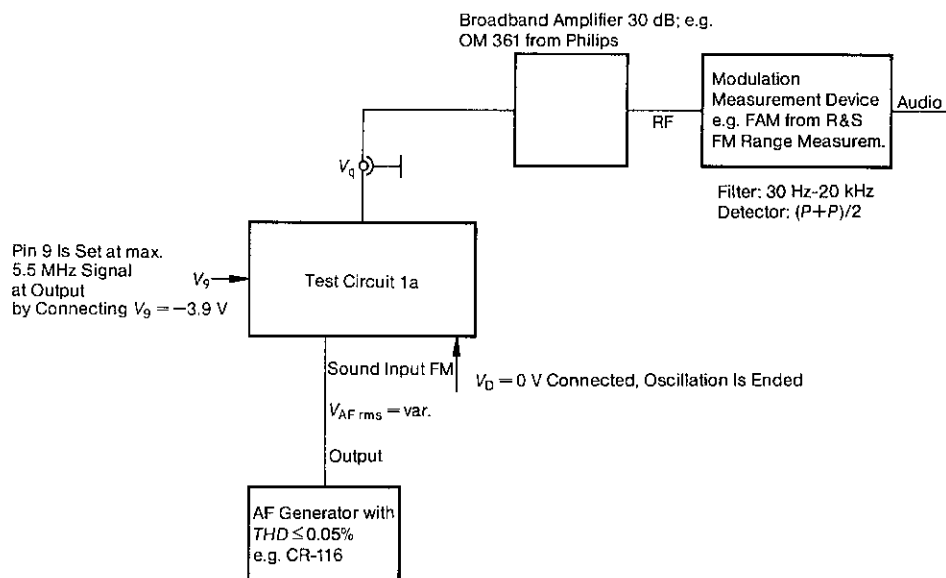 Broadband Amplifier 30 dB; e.g.
OM 361 from Philips
Modulation
Measurement Device
e.g. FAM from R&S
FM Range Measurem.
Audio
RF
Filter: 30 Hz-20 kHz
Detector: (P+P)/2
Vq
Pin 9 Is Set at max.
5.5 MHz Signal
at Output
by Connecting V9 = −3.9 V
V9
Test Circuit 1a
Sound Input FM
VD = 0 V Connected, Oscillation Is Ended
VAF rms = var.
Output
AF Generator with
THD ≤ 0.05%
e.g. CR-116